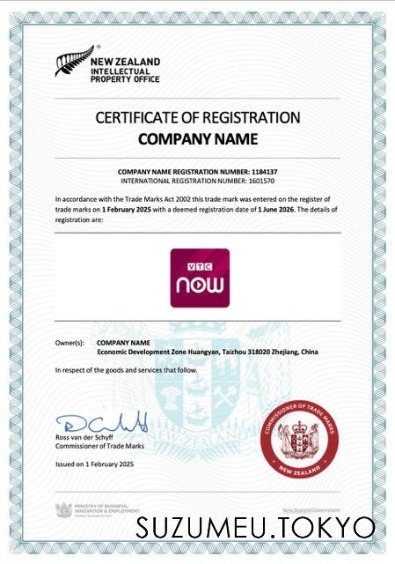 NEW ZEALAND
INTELLECTUAL
PROPERTY OFFICE
CERTIFICATE OF REGISTRATION
COMPANY NAME
COMPANY NAME REGISTRATION NUMBER: 1184137
INTERNATIONAL REGISTRATION NUMBER: 1601570
In accordance with the Trade Marks Act 2002 this trade mark was entered on the register of
trade marks on 1 February 2025 with a deemed registration date of 1 June 2026. The details of
registration are:
VTC
now
Owner(s): COMPANY NAME
Economic Development Zone Huangyan, Taizhou 318020 Zhejiang, China
In respect of the goods and services that follow.
Ross van der Schyff
Commissioner of Trade Marks
COMMISSIONER OF TRADE MARKS
NEW ZEALAND
Issued on 1 February 2025
MINISTRY OF BUSINESS,
INNOVATION & EMPLOYMENT
New Zealand Government
SUZUMEU.TOKYO